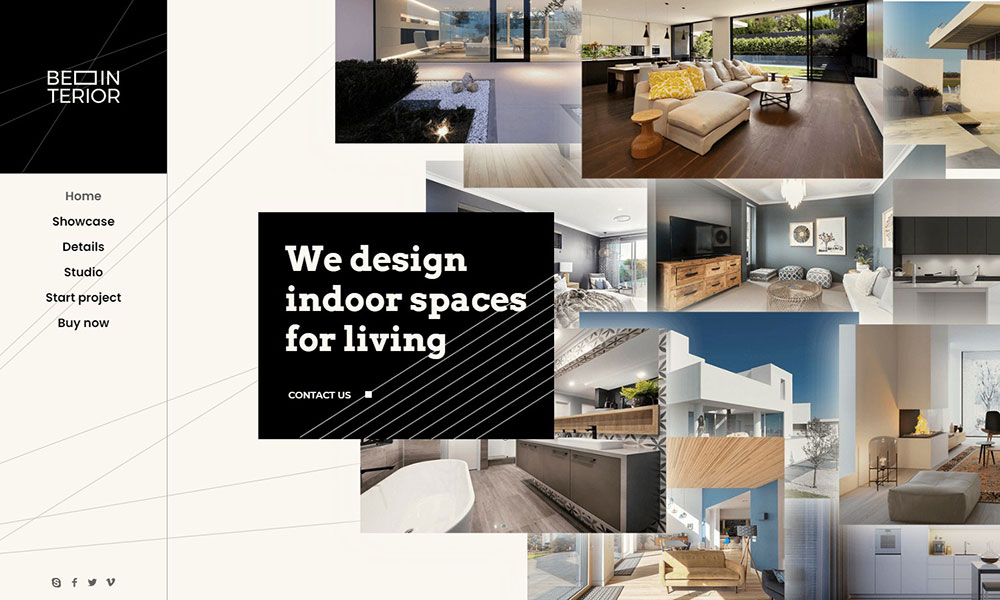 BE IN
TERIOR
Home
Showcase
Details
Studio
Start project
Buy now
We design
indoor spaces
for living
CONTACT US